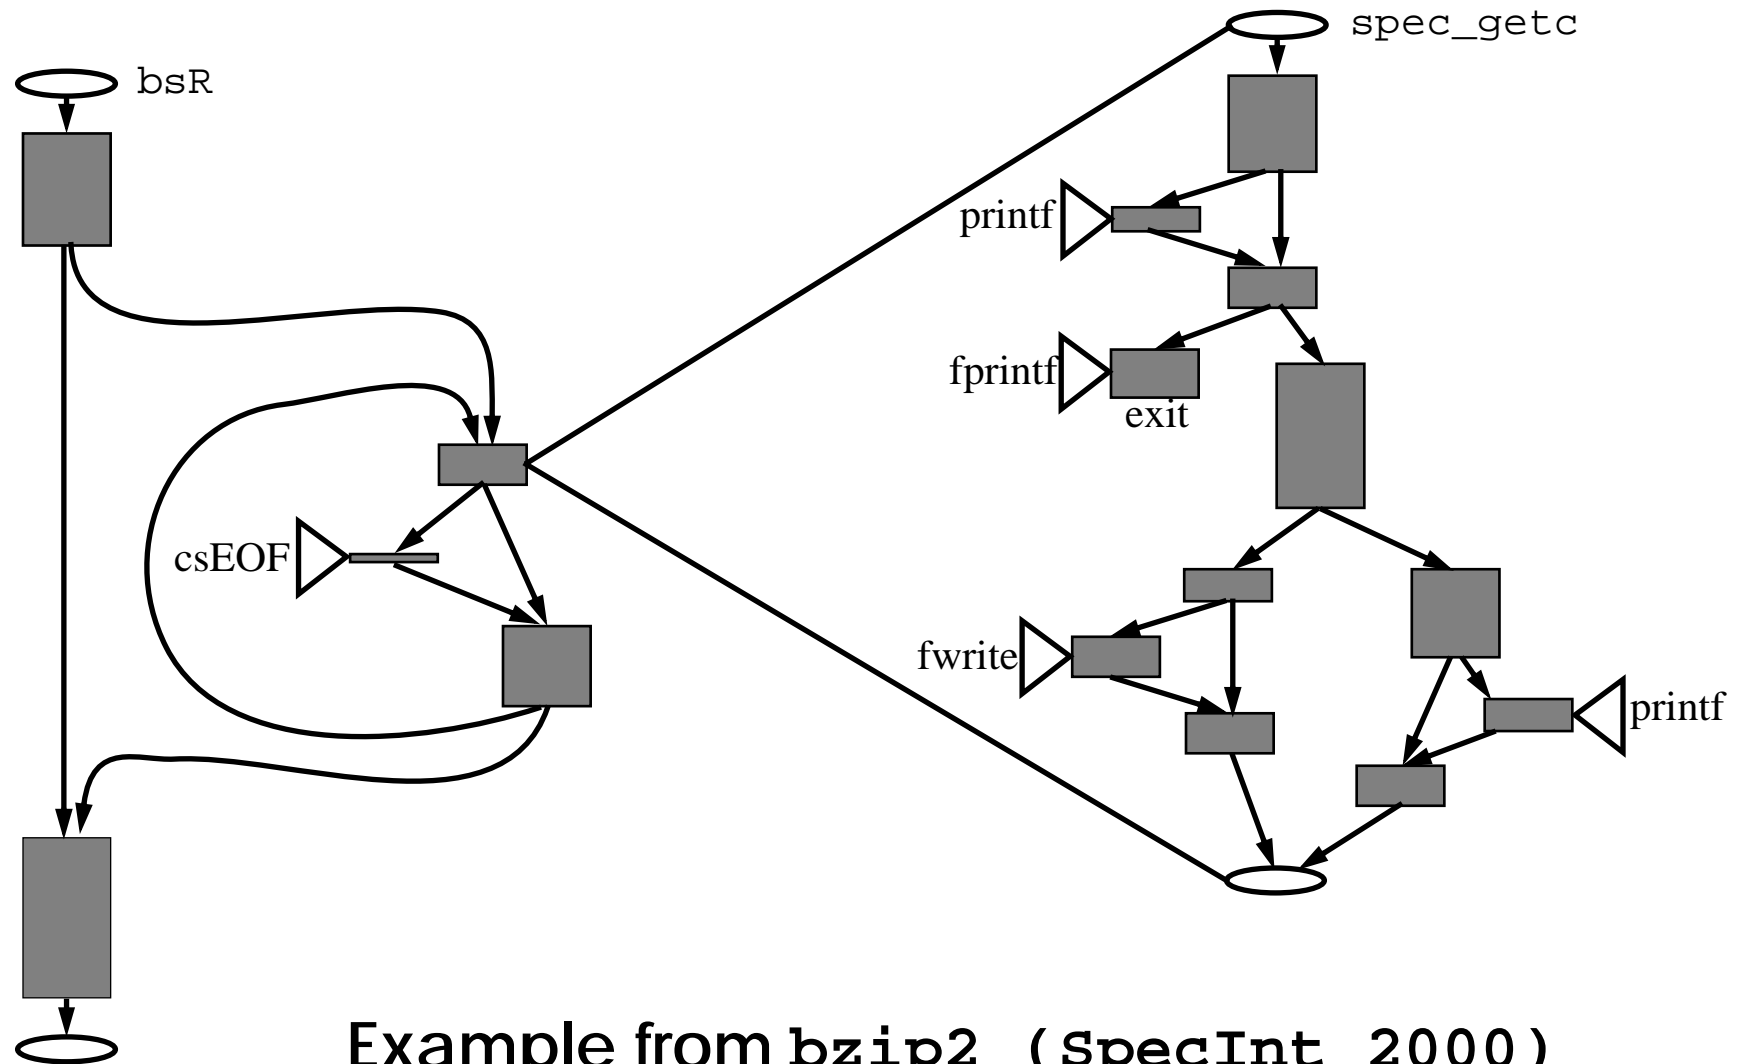 spec_getc
bsR
printf
fprintf
exit
csEOF
fwrite
printf
Example from bzip2 (SpecInt 2000)